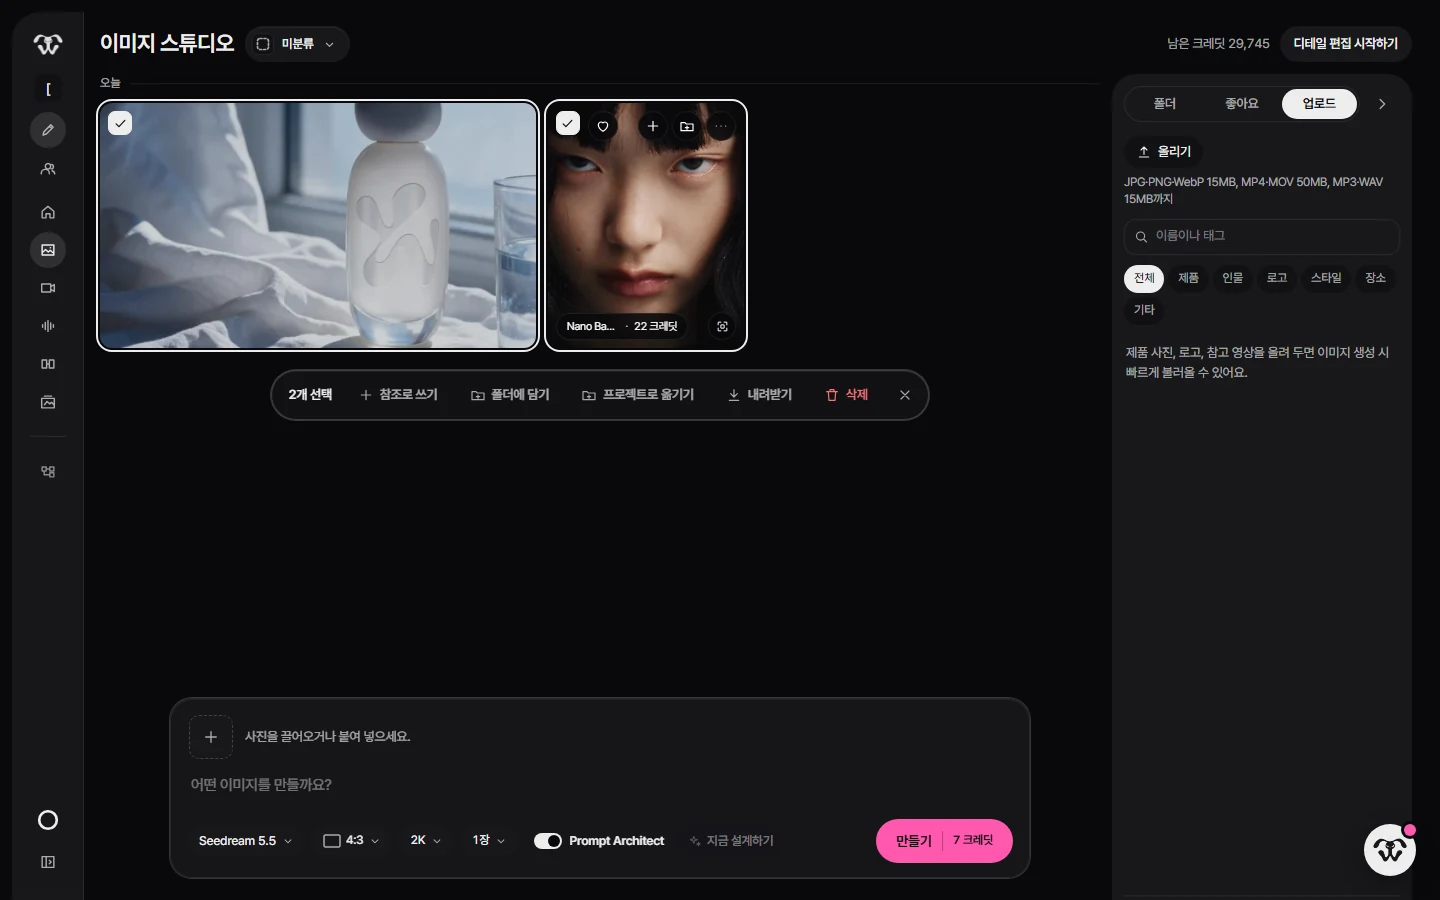 이미지 스튜디오
미분류
남은 크레딧 29,745
디테일 편집 시작하기
[
오늘
Nano Ba... · 22 크레딧
2개 선택
참조로 쓰기
폴더에 담기
프로젝트로 옮기기
내려받기
삭제
폴더
좋아요
업로드
올리기
JPG·PNG·WebP 15MB, MP4·MOV 50MB, MP3·WAV
15MB까지
이름이나 태그
전체
제품
인물
로고
스타일
장소
기타
제품 사진, 로고, 참고 영상을 올려 두면 이미지 생성 시
빠르게 불러올 수 있어요.
사진을 끌어오거나 붙여 넣으세요.
어떤 이미지를 만들까요?
Seedream 5.5
4:3
2K
1장
Prompt Architect
지금 설계하기
만들기
7 크레딧